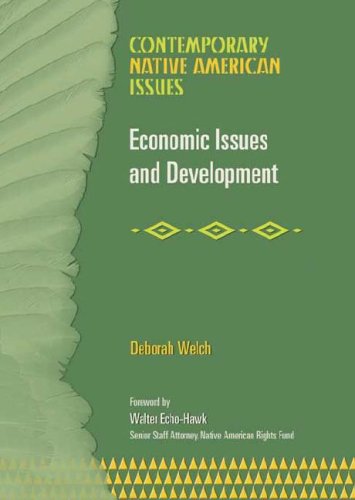 CONTEMPORARY
NATIVE AMERICAN
ISSUES
Economic Issues
and Development
Deborah Welch
Foreword by
Walter Echo-Hawk
Senior Staff Attorney, Native American Rights Fund